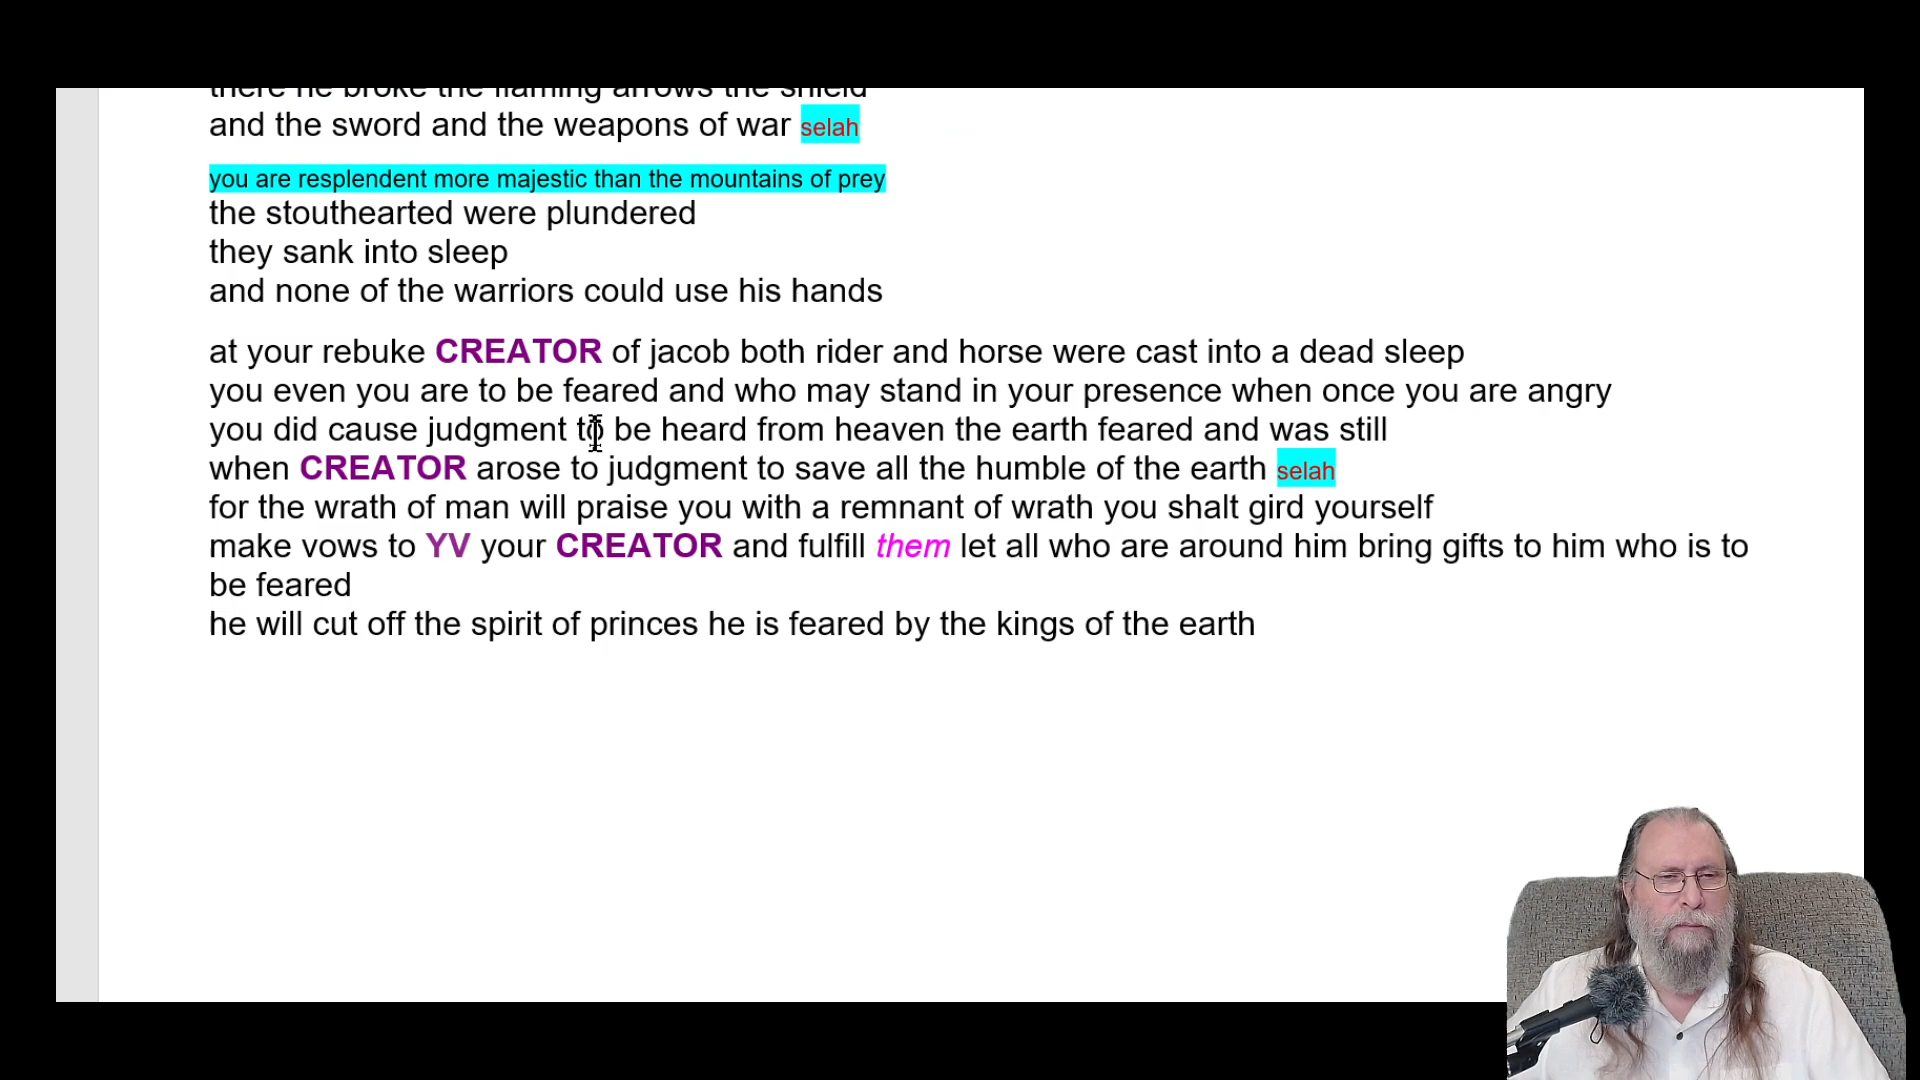 there he broke the flaming arrows the shield
and the sword and the weapons of war selah
you are resplendent more majestic than the mountains of prey
the stouthearted were plundered
they sank into sleep
and none of the warriors could use his hands
at your rebuke CREATOR of jacob both rider and horse were cast into a dead sleep
you even you are to be feared and who may stand in your presence when once you are angry
you did cause judgment to be heard from heaven the earth feared and was still
when CREATOR arose to judgment to save all the humble of the earth selah
for the wrath of man will praise you with a remnant of wrath you shalt gird yourself
make vows to YV your CREATOR and fulfill them let all who are around him bring gifts to him who is to
be feared
he will cut off the spirit of princes he is feared by the kings of the earth